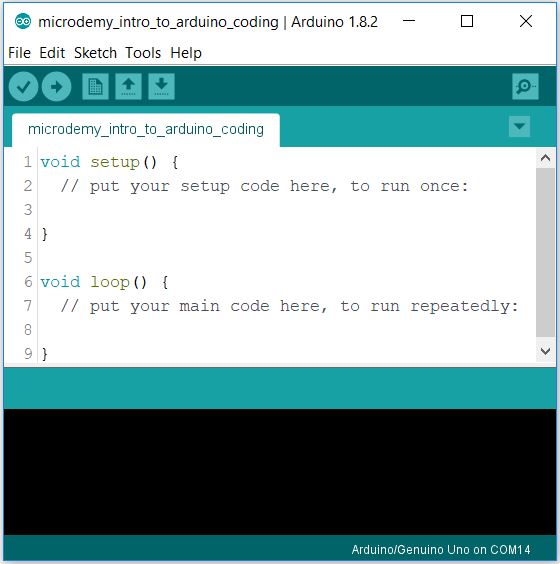 microdemy_intro_to_arduino_coding | Arduino 1.8.2
File Edit Sketch Tools Help
microdemy_intro_to_arduino_coding
1 void setup() {
2   // put your setup code here, to run once:
3
4 }
5
6 void loop() {
7   // put your main code here, to run repeatedly:
8
9 }
Arduino/Genuino Uno on COM14